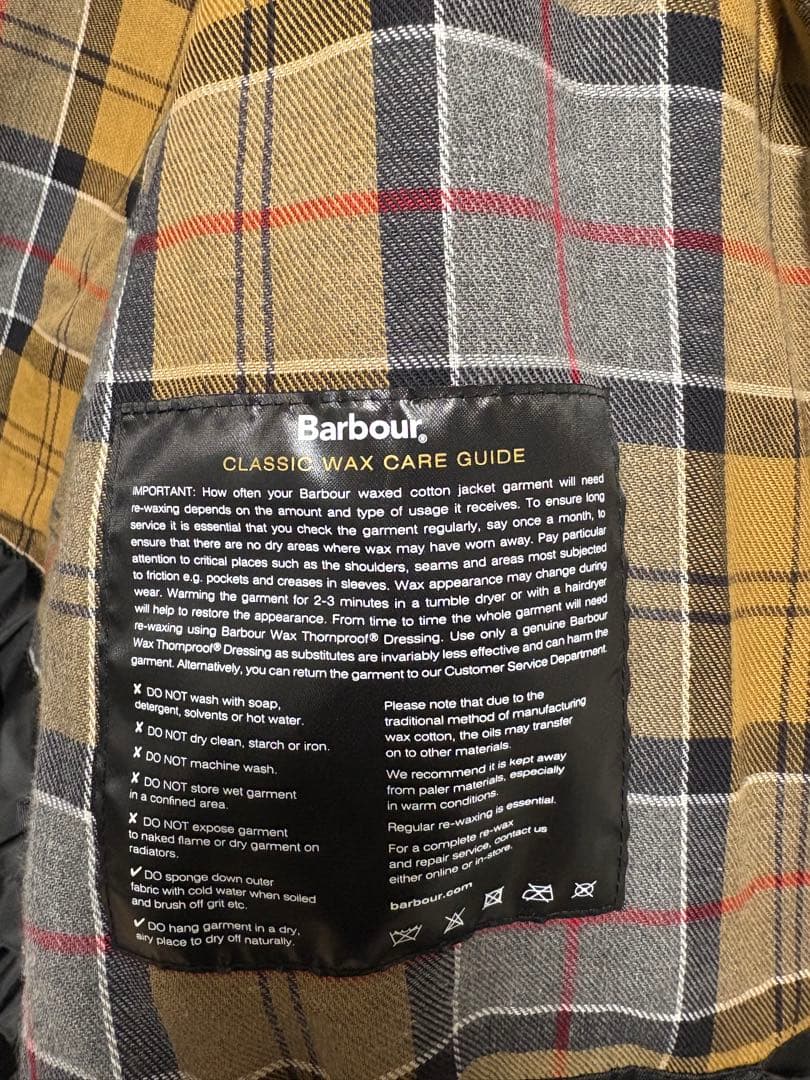 Barbour®
CLASSIC WAX CARE GUIDE
IMPORTANT: How often your Barbour waxed cotton jacket garment will need
re-waxing depends on the amount and type of usage it receives. To ensure long
service it is essential that you check the garment regularly, say once a month, to
ensure that there are no dry areas where wax may have worn away. Pay particular
attention to critical places such as the shoulders, seams and areas most subjected
to friction e.g. pockets and creases in sleeves. Wax appearance may change during
wear. Warming the garment for 2-3 minutes in a tumble dryer or with a hairdryer
will help to restore the appearance. From time to time the whole garment will need
re-waxing using Barbour Wax Thornproof® Dressing. Use only a genuine Barbour
Wax Thornproof® Dressing as substitutes are invariably less effective and can harm the
garment. Alternatively, you can return the garment to our Customer Service Department.
✗ DO NOT wash with soap,
detergent, solvents or hot water.
✗ DO NOT dry clean, starch or iron.
✗ DO NOT machine wash.
✗ DO NOT store wet garment
in a confined area.
✗ DO NOT expose garment
to naked flame or dry garment on
radiators.
✓ DO sponge down outer
fabric with cold water when soiled
and brush off grit etc.
✓ DO hang garment in a dry,
airy place to dry off naturally.
Please note that due to the
traditional method of manufacturing
wax cotton, the oils may transfer
on to other materials.
We recommend it is kept away
from paler materials, especially
in warm conditions.
Regular re-waxing is essential.
For a complete re-wax
and repair service, contact us
either online or in-store.
barbour.com